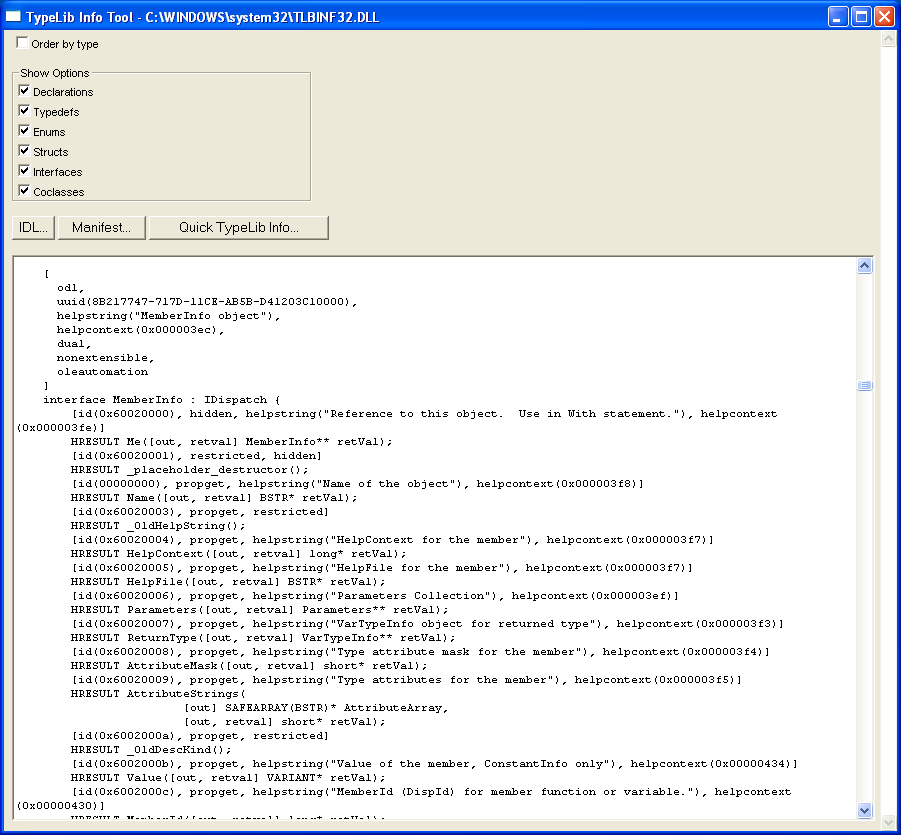 TypeLib Info Tool - C:\WINDOWS\system32\TLBINF32.DLL
Order by type
Show Options
Declarations
Typedefs
Enums
Structs
Interfaces
Coclasses
IDL... Manifest... Quick TypeLib Info...
[
odl,
uuid(8B217747-717D-11CE-AB5B-D41203C10000),
helpstring("MemberInfo object"),
helpcontext(0x000003ec),
dual,
nonextensible,
oleautomation
]
interface MemberInfo : IDispatch {
[id(0x60020000), hidden, helpstring("Reference to this object.  Use in With statement."), helpcontext
(0x000003fe)]
HRESULT Me([out, retval] MemberInfo** retVal);
[id(0x60020001), restricted, hidden]
HRESULT _placeholder_destructor();
[id(00000000), propget, helpstring("Name of the object"), helpcontext(0x000003f8)]
HRESULT Name([out, retval] BSTR* retVal);
[id(0x60020003), propget, restricted]
HRESULT _OldHelpString();
[id(0x60020004), propget, helpstring("HelpContext for the member"), helpcontext(0x000003f7)]
HRESULT HelpContext([out, retval] long* retVal);
[id(0x60020005), propget, helpstring("HelpFile for the member"), helpcontext(0x000003f7)]
HRESULT HelpFile([out, retval] BSTR* retVal);
[id(0x60020006), propget, helpstring("Parameters Collection"), helpcontext(0x000003ef)]
HRESULT Parameters([out, retval] Parameters** retVal);
[id(0x60020007), propget, helpstring("VarTypeInfo object for returned type"), helpcontext(0x000003f3)]
HRESULT ReturnType([out, retval] VarTypeInfo** retVal);
[id(0x60020008), propget, helpstring("Type attribute mask for the member"), helpcontext(0x000003f4)]
HRESULT AttributeMask([out, retval] short* retVal);
[id(0x60020009), propget, helpstring("Type attributes for the member"), helpcontext(0x000003f5)]
HRESULT AttributeStrings(
[out] SAFEARRAY(BSTR)* AttributeArray,
[out, retval] short* retVal);
[id(0x6002000a), propget, restricted]
HRESULT _OldDescKind();
[id(0x6002000b), propget, helpstring("Value of the member, ConstantInfo only"), helpcontext(0x00000434)]
HRESULT Value([out, retval] VARIANT* retVal);
[id(0x6002000c), propget, helpstring("MemberId (DispId) for member function or variable."), helpcontext
(0x00000430)]
HRESULT MemberId([out, retval] long* retVal);